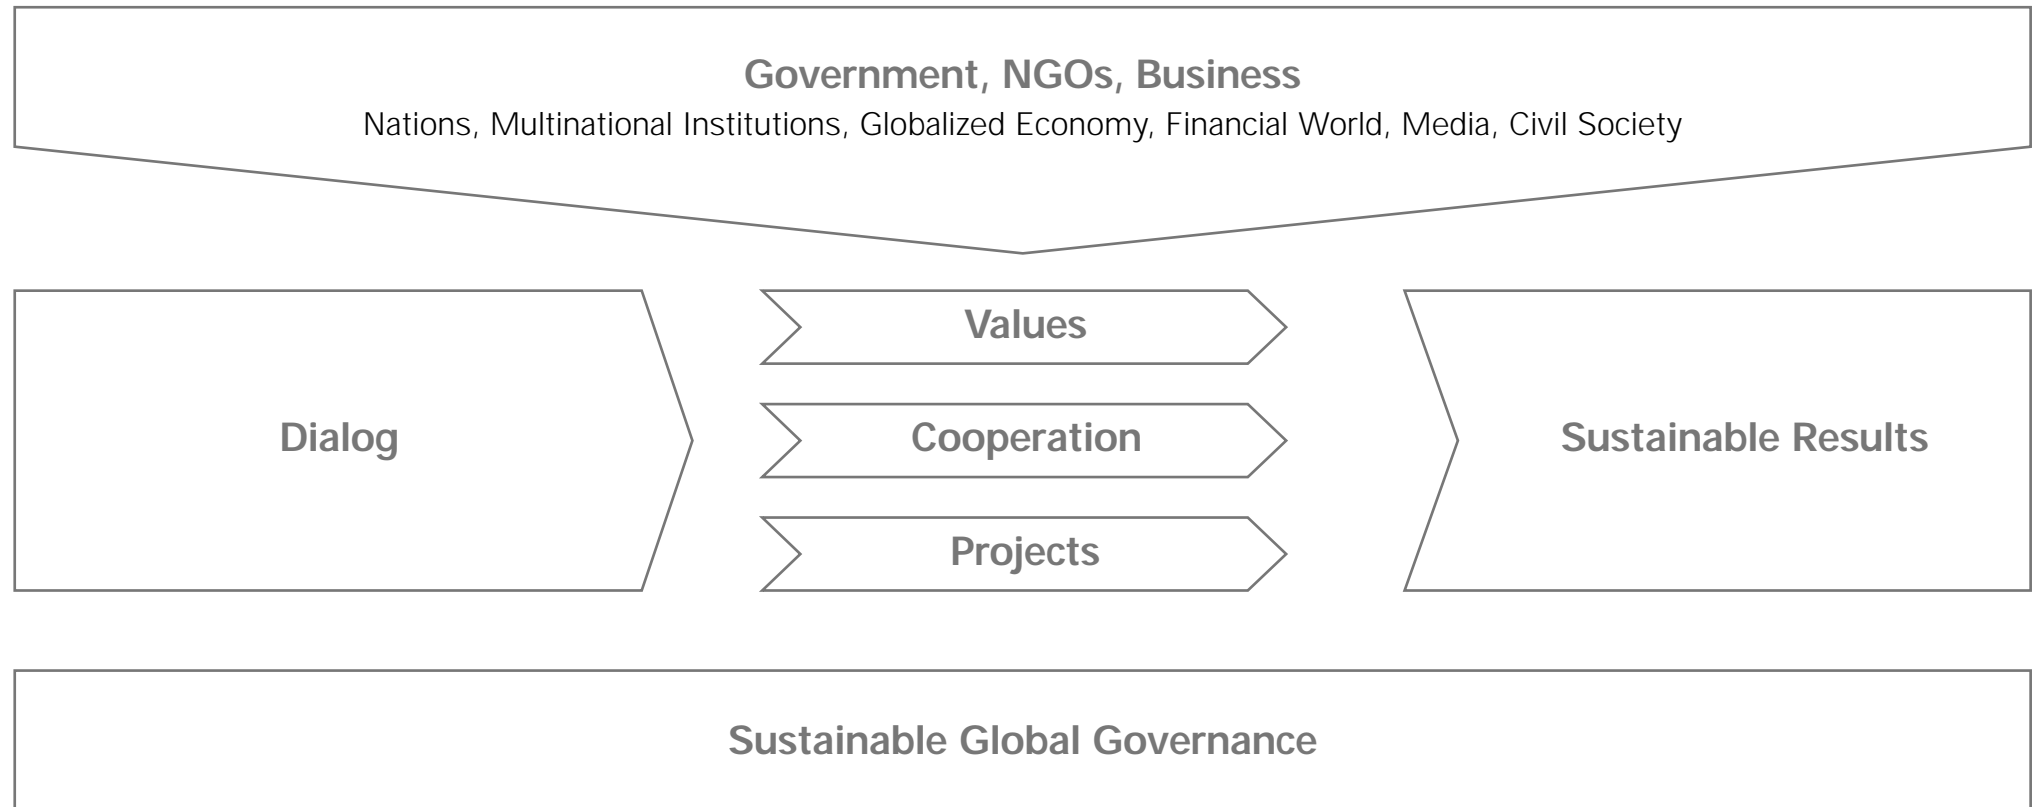 Government, NGOs, Business
Nations, Multinational Institutions, Globalized Economy, Financial World, Media, Civil Society
Dialog
Values
Cooperation
Projects
Sustainable Results
Sustainable Global Governance